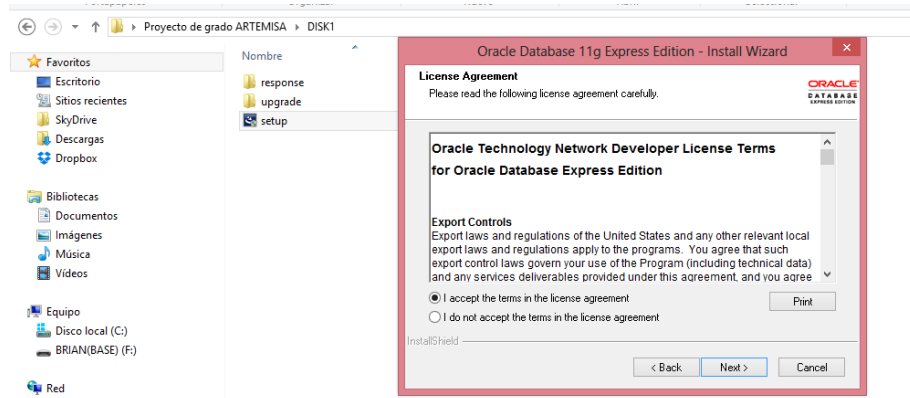 Proyecto de grado ARTEMISA ▸ DISK1
Favoritos
Escritorio
Sitios recientes
SkyDrive
Descargas
Dropbox
Bibliotecas
Documentos
Imágenes
Música
Vídeos
Equipo
Disco local (C:)
BRIAN(BASE) (F:)
Red
Nombre
response
upgrade
setup
Oracle Database 11g Express Edition - Install Wizard
License Agreement
Please read the following license agreement carefully.
ORACLE
DATABASE
EXPRESS EDITION
Oracle Technology Network Developer License Terms
for Oracle Database Express Edition
Export Controls
Export laws and regulations of the United States and any other relevant local
export laws and regulations apply to the programs. You agree that such
export control laws govern your use of the Program (including technical data)
and any services deliverables provided under this agreement, and you agree
I accept the terms in the license agreement
Print
I do not accept the terms in the license agreement
InstallShield
< Back
Next >
Cancel